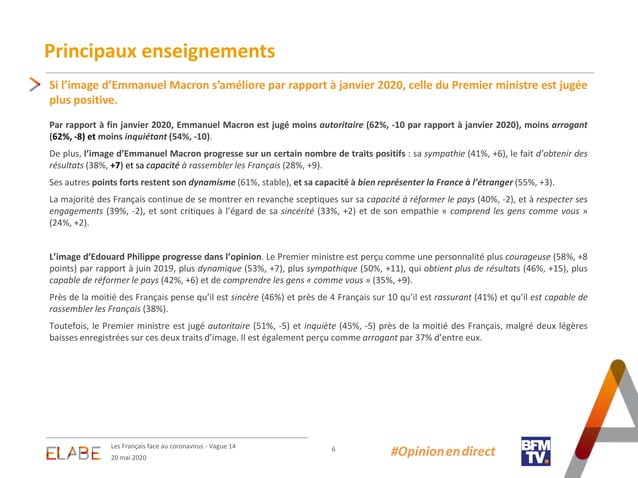 Principaux enseignements
Si l’image d’Emmanuel Macron s’améliore par rapport à janvier 2020, celle du Premier ministre est jugée
plus positive.
Par rapport à fin janvier 2020, Emmanuel Macron est jugé moins autoritaire (62%, -10 par rapport à janvier 2020), moins arrogant
(62%, -8) et moins inquiétant (54%, -10).
De plus, l’image d’Emmanuel Macron progresse sur un certain nombre de traits positifs : sa sympathie (41%, +6), le fait d’obtenir des
résultats (38%, +7) et sa capacité à rassembler les Français (28%, +9).
Ses autres points forts restent son dynamisme (61%, stable), et sa capacité à bien représenter la France à l’étranger (55%, +3).
La majorité des Français continue de se montrer en revanche sceptiques sur sa capacité à réformer le pays (40%, -2), et à respecter ses
engagements (39%, -2), et sont critiques à l’égard de sa sincérité (33%, +2) et de son empathie « comprend les gens comme vous »
(24%, +2).
L’image d’Edouard Philippe progresse dans l’opinion. Le Premier ministre est perçu comme une personnalité plus courageuse (58%, +8
points) par rapport à juin 2019, plus dynamique (53%, +7), plus sympathique (50%, +11), qui obtient plus de résultats (46%, +15), plus
capable de réformer le pays (42%, +6) et de comprendre les gens « comme vous » (35%, +9).
Près de la moitié des Français pense qu’il est sincère (46%) et près de 4 Français sur 10 qu’il est rassurant (41%) et qu’il est capable de
rassembler les Français (38%).
Toutefois, le Premier ministre est jugé autoritaire (51%, -5) et inquiète (45%, -5) près de la moitié des Français, malgré deux légères
baisses enregistrées sur ces deux traits d’image. Il est également perçu comme arrogant par 37% d’entre eux.
ELABE
Les Français face au coronavirus - Vague 14
20 mai 2020
6
#Opinionendirect
BFM
TV.